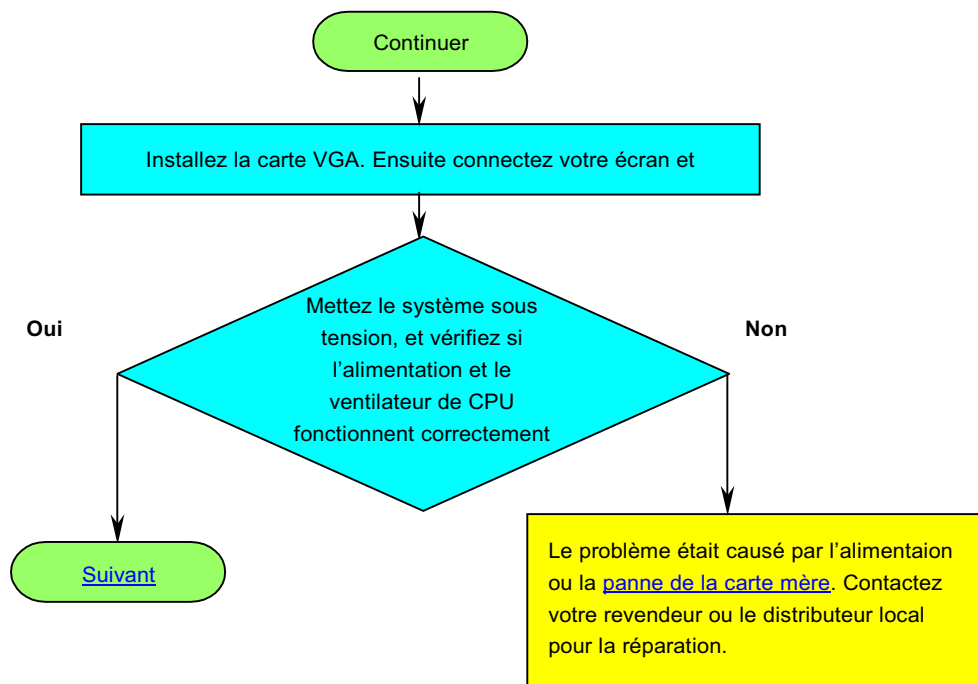 Continuer
Installez la carte VGA. Ensuite connectez votre écran et
Mettez le système sous
tension, et vérifiez si
l’alimentation et le
ventilateur de CPU
fonctionnent correctement
Oui
Non
Suivant
Le problème était causé par l’alimentaion
ou la panne de la carte mère. Contactez
votre revendeur ou le distributeur local
pour la réparation.